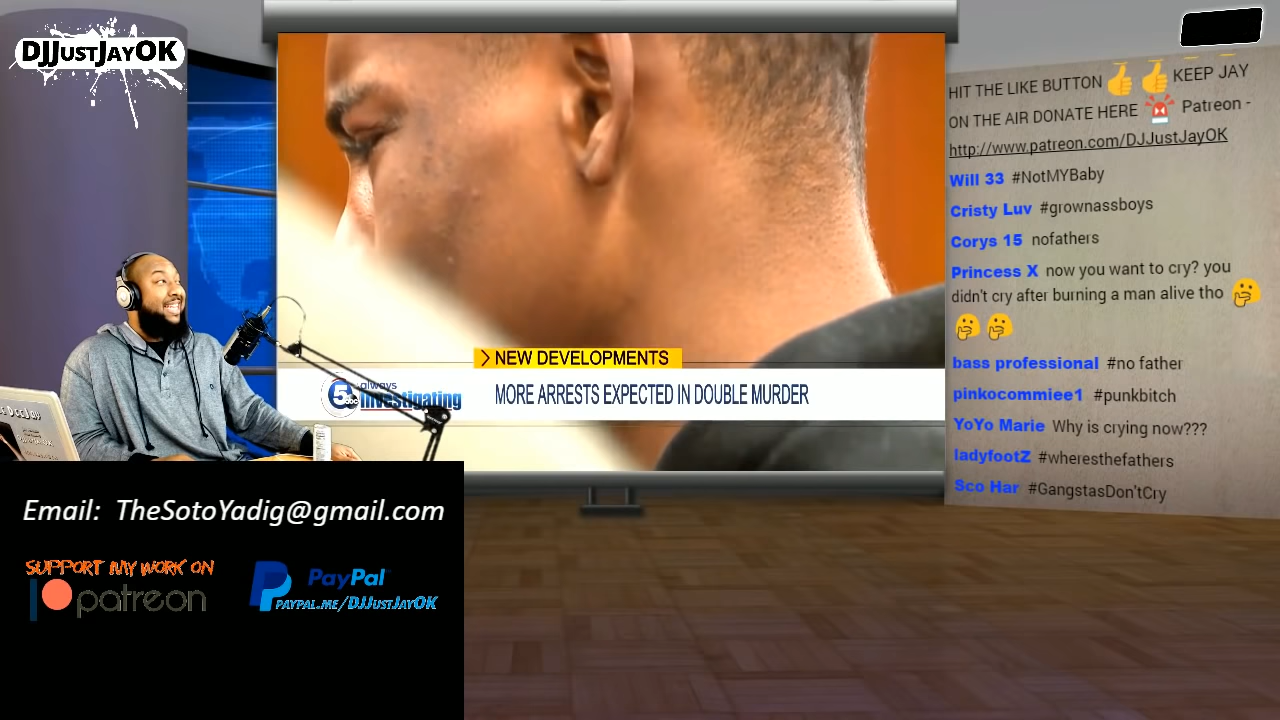 DJJustJayOK
HIT THE LIKE BUTTON 👍 👍 KEEP JAY
ON THE AIR DONATE HERE 🚨 Patreon -
http://www.patreon.com/DJJustJayOK
Will 33 #NotMYBaby
Cristy Luv #grownassboys
Corys 15 nofathers
Princess X now you want to cry? you
didn't cry after burning a man alive tho 🤔
🤔 🤔
bass professional #no father
pinkocommiee1 #punkbitch
YoYo Marie Why is crying now???
ladyfootZ #wheresthefathers
Sco Har #GangstasDon'tCry
NEW DEVELOPMENTS
5 abc always
investigating
MORE ARRESTS EXPECTED IN DOUBLE MURDER
Email: TheSotoYadig@gmail.com
SUPPORT MY WORK ON
patreon
PayPal
PAYPAL.ME/DJJustJayOK